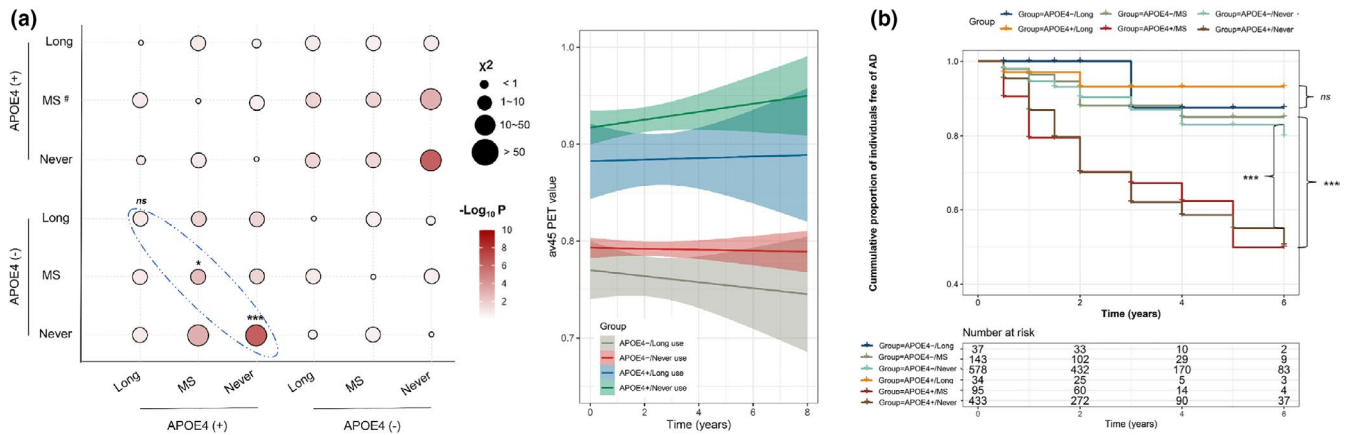 (a)
APOE4 (+)
APOE4 (-)
Long
MS #
Never
Long
MS
Never
ns
*
***
Long
MS
Never
Long
MS
Never
APOE4 (+)
APOE4 (-)
χ2
< 1
1~10
10~50
> 50
-Log10 P
10
8
6
4
2
av45 PET value
1.0
0.9
0.8
0.7
Group
APOE4−/Long use
APOE4−/Never use
APOE4+/Long use
APOE4+/Never use
0
2
4
6
8
Time (years)
(b)
Group
Group=APOE4−/Long
Group=APOE4−/MS
Group=APOE4−/Never
Group=APOE4+/Long
Group=APOE4+/MS
Group=APOE4+/Never
Cummulative proportion of individuals free of AD
1.0
0.8
0.6
0.4
ns
***
***
0
2
4
6
Time (years)
Number at risk
Group=APOE4−/Long 37 33 10 2
Group=APOE4−/MS 143 102 29 9
Group=APOE4−/Never 578 432 170 83
Group=APOE4+/Long 34 25 5 3
Group=APOE4+/MS 95 60 14 4
Group=APOE4+/Never 433 272 90 37
0
2
4
6
Time (years)